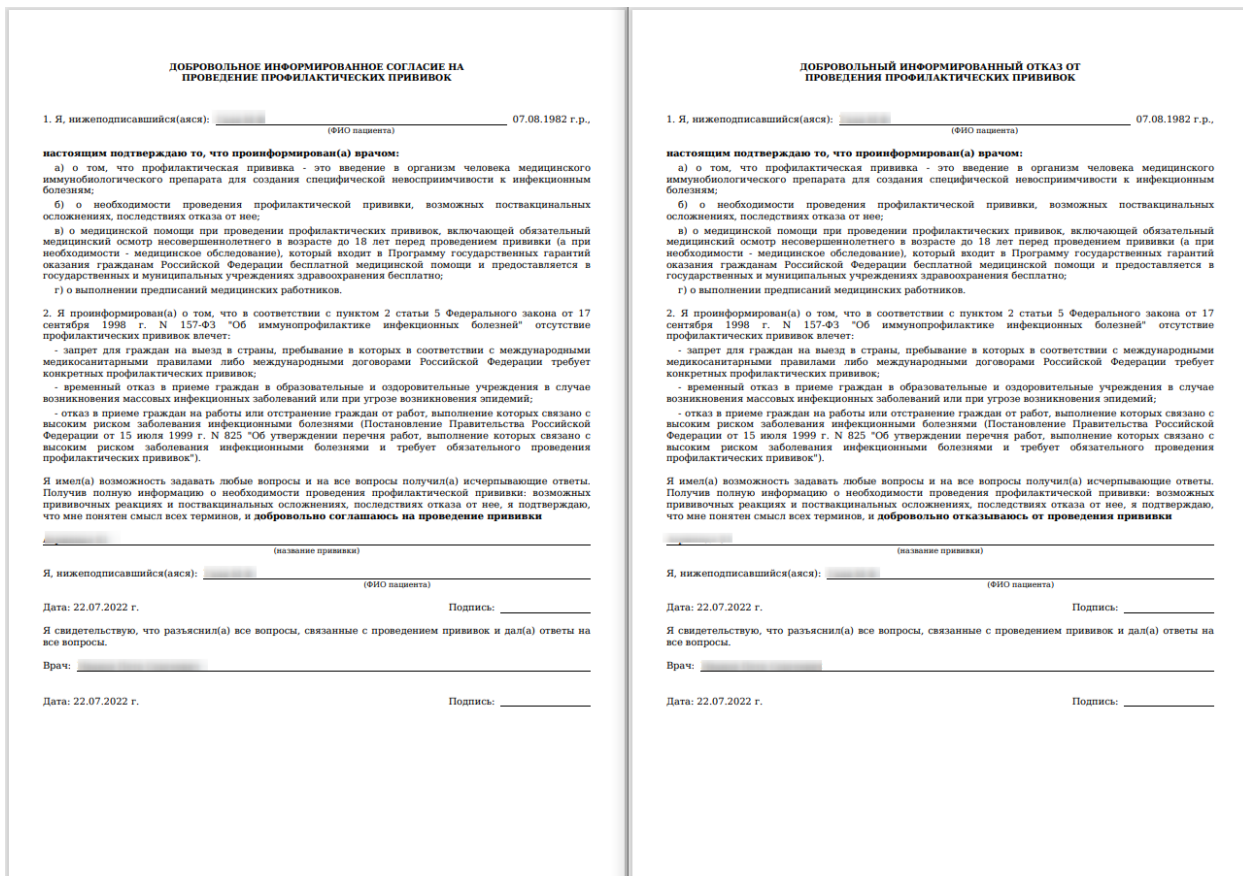 ДОБРОВОЛЬНОЕ ИНФОРМИРОВАННОЕ СОГЛАСИЕ НА
ПРОВЕДЕНИЕ ПРОФИЛАКТИЧЕСКИХ ПРИВИВОК
1. Я, нижеподписавшийся(аяся): 07.08.1982 г.р.,
(ФИО пациента)
настоящим подтверждаю то, что проинформирован(а) врачом:
а) о том, что профилактическая прививка - это введение в организм человека медицинского
иммунобиологического препарата для создания специфической невосприимчивости к инфекционным
болезням;
б) о необходимости проведения профилактической прививки, возможных поствакцинальных
осложнениях, последствиях отказа от нее;
в) о медицинской помощи при проведении профилактических прививок, включающей обязательный
медицинский осмотр несовершеннолетнего в возрасте до 18 лет перед проведением прививки (а при
необходимости - медицинское обследование), который входит в Программу государственных гарантий
оказания гражданам Российской Федерации бесплатной медицинской помощи и предоставляется в
государственных и муниципальных учреждениях здравоохранения бесплатно;
г) о выполнении предписаний медицинских работников.
2. Я проинформирован(а) о том, что в соответствии с пунктом 2 статьи 5 Федерального закона от 17
сентября 1998 г. N 157-ФЗ "Об иммунопрофилактике инфекционных болезней" отсутствие
профилактических прививок влечет:
- запрет для граждан на выезд в страны, пребывание в которых в соответствии с международными
медикосанитарными правилами либо международными договорами Российской Федерации требует
конкретных профилактических прививок;
- временный отказ в приеме граждан в образовательные и оздоровительные учреждения в случае
возникновения массовых инфекционных заболеваний или при угрозе возникновения эпидемий;
- отказ в приеме граждан на работы или отстранение граждан от работ, выполнение которых связано с
высоким риском заболевания инфекционными болезнями (Постановление Правительства Российской
Федерации от 15 июля 1999 г. N 825 "Об утверждении перечня работ, выполнение которых связано с
высоким риском заболевания инфекционными болезнями и требует обязательного проведения
профилактических прививок").
Я имел(а) возможность задавать любые вопросы и на все вопросы получил(а) исчерпывающие ответы.
Получив полную информацию о необходимости проведения профилактической прививки: возможных
прививочных реакциях и поствакцинальных осложнениях, последствиях отказа от нее, я подтверждаю,
что мне понятен смысл всех терминов, и добровольно соглашаюсь на проведение прививки
(название прививки)
Я, нижеподписавшийся(аяся):
(ФИО пациента)
Дата: 22.07.2022 г. Подпись:
Я свидетельствую, что разъяснил(а) все вопросы, связанные с проведением прививок и дал(а) ответы на
все вопросы.
Врач:
Дата: 22.07.2022 г. Подпись:
ДОБРОВОЛЬНЫЙ ИНФОРМИРОВАННЫЙ ОТКАЗ ОТ
ПРОВЕДЕНИЯ ПРОФИЛАКТИЧЕСКИХ ПРИВИВОК
1. Я, нижеподписавшийся(аяся): 07.08.1982 г.р.,
(ФИО пациента)
настоящим подтверждаю то, что проинформирован(а) врачом:
а) о том, что профилактическая прививка - это введение в организм человека медицинского
иммунобиологического препарата для создания специфической невосприимчивости к инфекционным
болезням;
б) о необходимости проведения профилактической прививки, возможных поствакцинальных
осложнениях, последствиях отказа от нее;
в) о медицинской помощи при проведении профилактических прививок, включающей обязательный
медицинский осмотр несовершеннолетнего в возрасте до 18 лет перед проведением прививки (а при
необходимости - медицинское обследование), который входит в Программу государственных гарантий
оказания гражданам Российской Федерации бесплатной медицинской помощи и предоставляется в
государственных и муниципальных учреждениях здравоохранения бесплатно;
г) о выполнении предписаний медицинских работников.
2. Я проинформирован(а) о том, что в соответствии с пунктом 2 статьи 5 Федерального закона от 17
сентября 1998 г. N 157-ФЗ "Об иммунопрофилактике инфекционных болезней" отсутствие
профилактических прививок влечет:
- запрет для граждан на выезд в страны, пребывание в которых в соответствии с международными
медикосанитарными правилами либо международными договорами Российской Федерации требует
конкретных профилактических прививок;
- временный отказ в приеме граждан в образовательные и оздоровительные учреждения в случае
возникновения массовых инфекционных заболеваний или при угрозе возникновения эпидемий;
- отказ в приеме граждан на работы или отстранение граждан от работ, выполнение которых связано с
высоким риском заболевания инфекционными болезнями (Постановление Правительства Российской
Федерации от 15 июля 1999 г. N 825 "Об утверждении перечня работ, выполнение которых связано с
высоким риском заболевания инфекционными болезнями и требует обязательного проведения
профилактических прививок").
Я имел(а) возможность задавать любые вопросы и на все вопросы получил(а) исчерпывающие ответы.
Получив полную информацию о необходимости проведения профилактической прививки: возможных
прививочных реакциях и поствакцинальных осложнениях, последствиях отказа от нее, я подтверждаю,
что мне понятен смысл всех терминов, и добровольно отказываюсь от проведения прививки
(название прививки)
Я, нижеподписавшийся(аяся):
(ФИО пациента)
Дата: 22.07.2022 г. Подпись:
Я свидетельствую, что разъяснил(а) все вопросы, связанные с проведением прививок и дал(а) ответы на
все вопросы.
Врач:
Дата: 22.07.2022 г. Подпись: